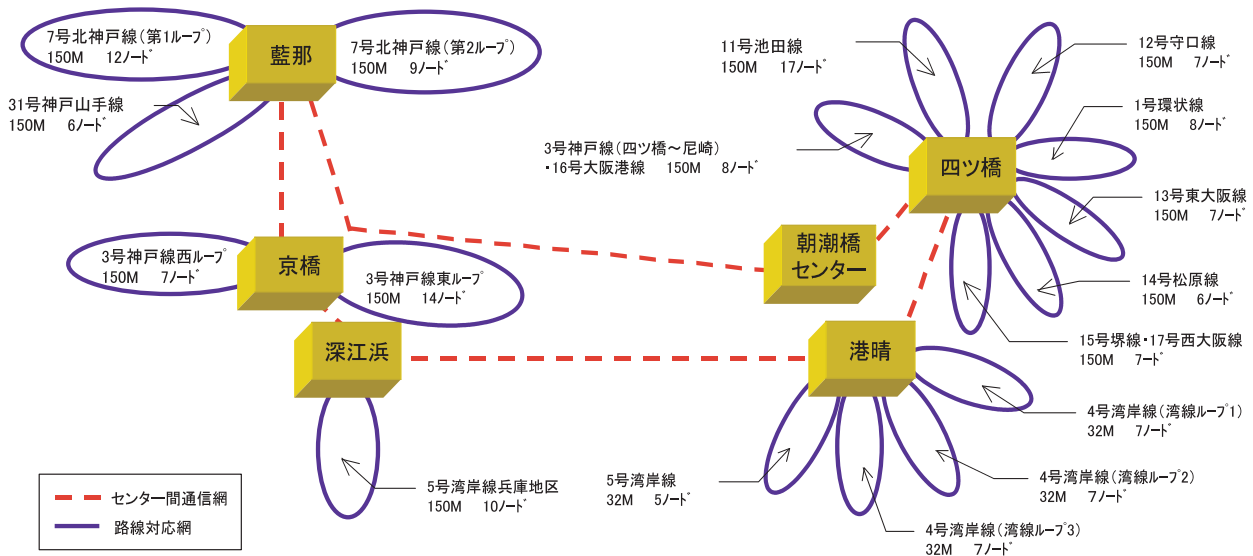 7号北神戸線(第1ループ)
150M 12ノード
藍那
7号北神戸線(第2ループ)
150M 9ノード
31号神戸山手線
150M 6ノード
11号池田線
150M 17ノード
12号守口線
150M 7ノード
1号環状線
150M 8ノード
3号神戸線(四ツ橋~尼崎)
・16号大阪港線 150M 8ノード
四ツ橋
13号東大阪線
150M 7ノード
3号神戸線西ループ
150M 7ノード
京橋
3号神戸線東ループ
150M 14ノード
朝潮橋
センター
14号松原線
150M 6ノード
15号堺線・17号西大阪線
150M 7ード
深江浜
港晴
4号湾岸線(湾線ループ1)
32M 7ノード
5号湾岸線兵庫地区
150M 10ノード
5号湾岸線
32M 5ノード
4号湾岸線(湾線ループ2)
32M 7ノード
4号湾岸線(湾線ループ3)
32M 7ノード
センター間通信網
路線対応網